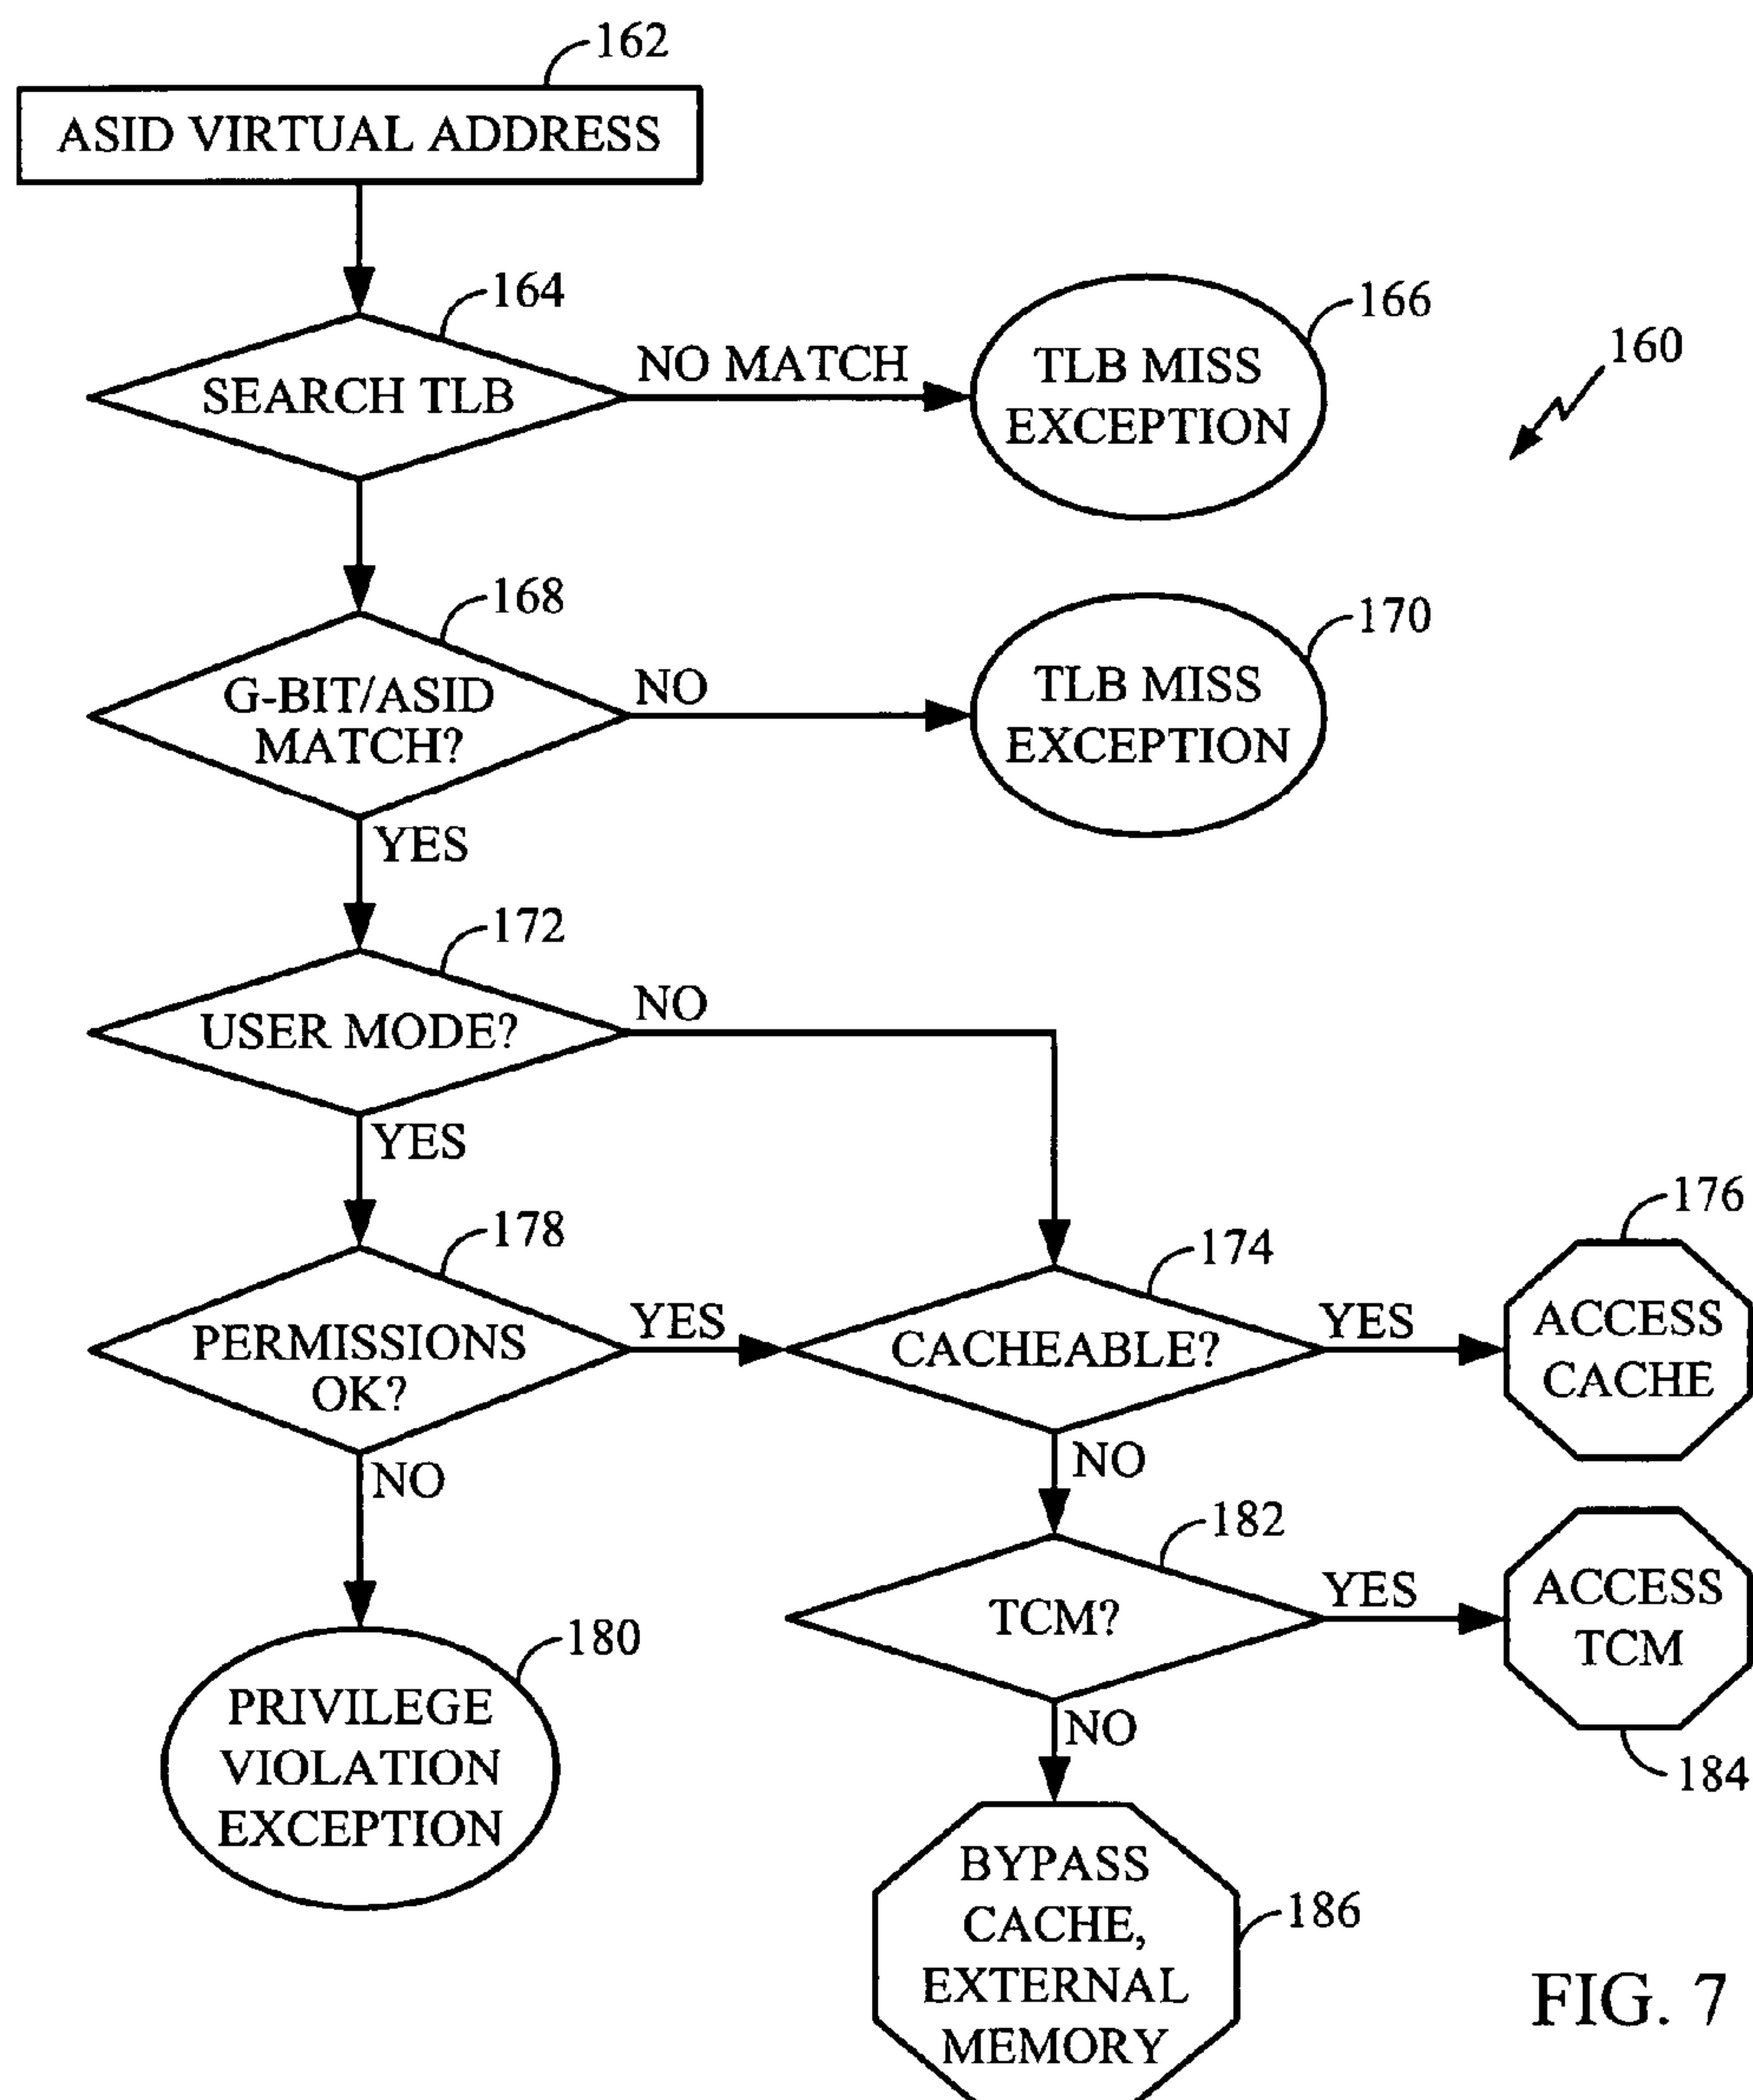 162
ASID VIRTUAL ADDRESS
164
SEARCH TLB
NO MATCH
166
TLB MISS
EXCEPTION
160
168
G-BIT/ASID
MATCH?
NO
170
TLB MISS
EXCEPTION
YES
172
USER MODE?
NO
YES
178
PERMISSIONS
OK?
YES
174
CACHEABLE?
YES
176
ACCESS
CACHE
NO
NO
182
TCM?
YES
ACCESS
TCM
184
180
PRIVILEGE
VIOLATION
EXCEPTION
NO
BYPASS
CACHE,
EXTERNAL
MEMORY
186
FIG. 7